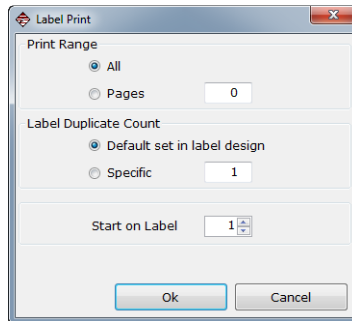 Label Print
Print Range
All
Pages 0
Label Duplicate Count
Default set in label design
Specific 1
Start on Label 1
Ok Cancel